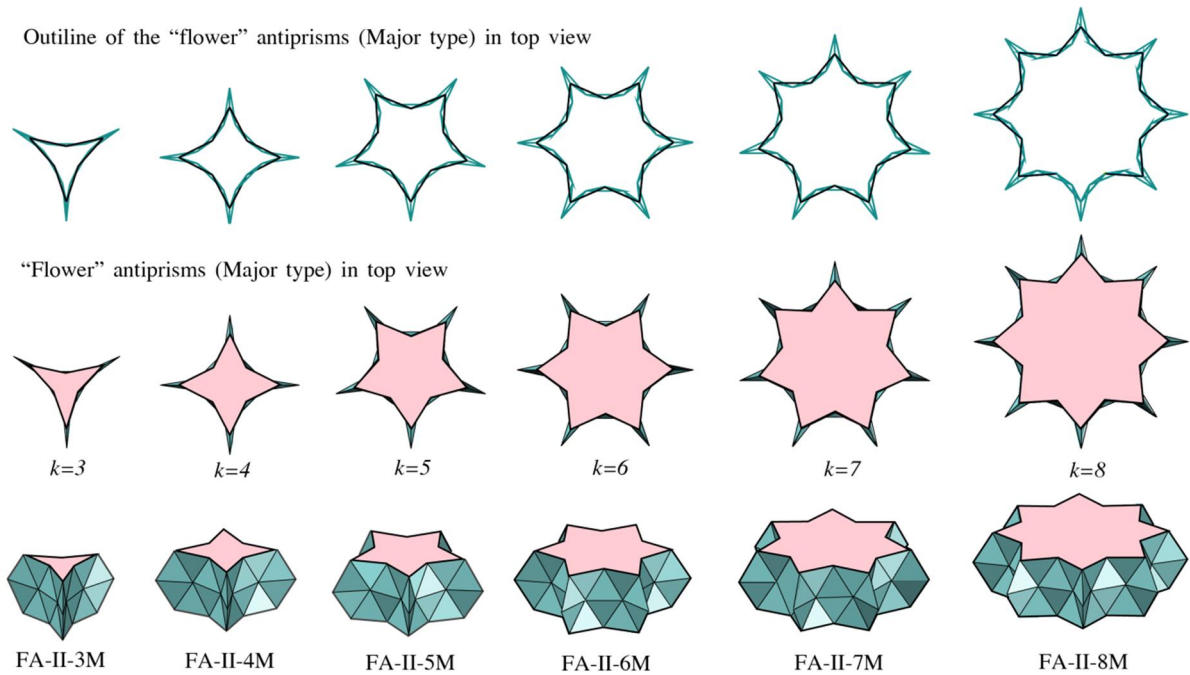 Outiline of the “flower” antiprisms (Major type) in top view
“Flower” antiprisms (Major type) in top view
k=3 k=4 k=5 k=6 k=7 k=8
FA-II-3M FA-II-4M FA-II-5M FA-II-6M FA-II-7M FA-II-8M